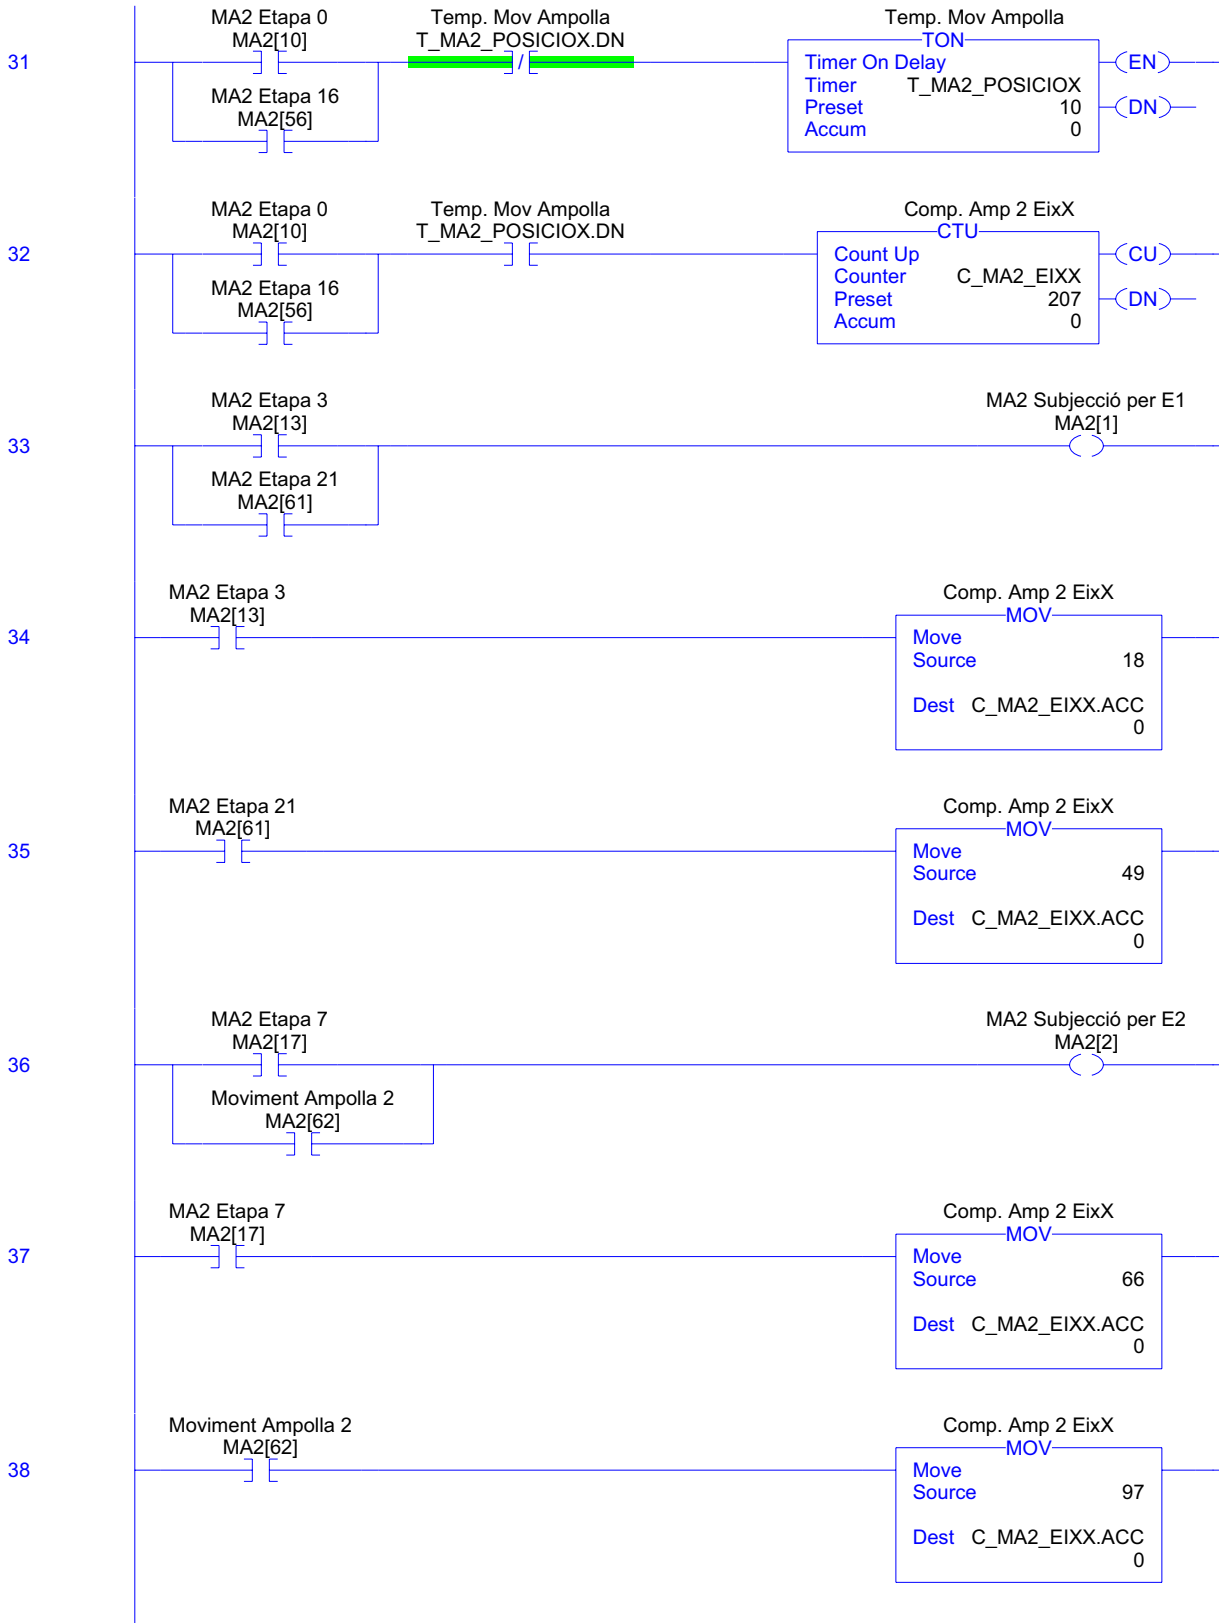 MA2 Etapa 0
MA2[10]
Temp. Mov Ampolla
T_MA2_POSICIOX.DN
Temp. Mov Ampolla
TON
31
/
Timer On Delay
Timer T_MA2_POSICIOX
Preset 10
Accum 0
EN
DN
MA2 Etapa 16
MA2[56]
MA2 Etapa 0
MA2[10]
Temp. Mov Ampolla
T_MA2_POSICIOX.DN
Comp. Amp 2 EixX
CTU
32
Count Up
Counter C_MA2_EIXX
Preset 207
Accum 0
CU
DN
MA2 Etapa 16
MA2[56]
MA2 Etapa 3
MA2[13]
MA2 Subjecció per E1
MA2[1]
33
MA2 Etapa 21
MA2[61]
MA2 Etapa 3
MA2[13]
Comp. Amp 2 EixX
MOV
34
Move
Source 18
Dest C_MA2_EIXX.ACC
0
MA2 Etapa 21
MA2[61]
Comp. Amp 2 EixX
MOV
35
Move
Source 49
Dest C_MA2_EIXX.ACC
0
MA2 Etapa 7
MA2[17]
MA2 Subjecció per E2
MA2[2]
36
Moviment Ampolla 2
MA2[62]
MA2 Etapa 7
MA2[17]
Comp. Amp 2 EixX
MOV
37
Move
Source 66
Dest C_MA2_EIXX.ACC
0
Moviment Ampolla 2
MA2[62]
Comp. Amp 2 EixX
MOV
38
Move
Source 97
Dest C_MA2_EIXX.ACC
0